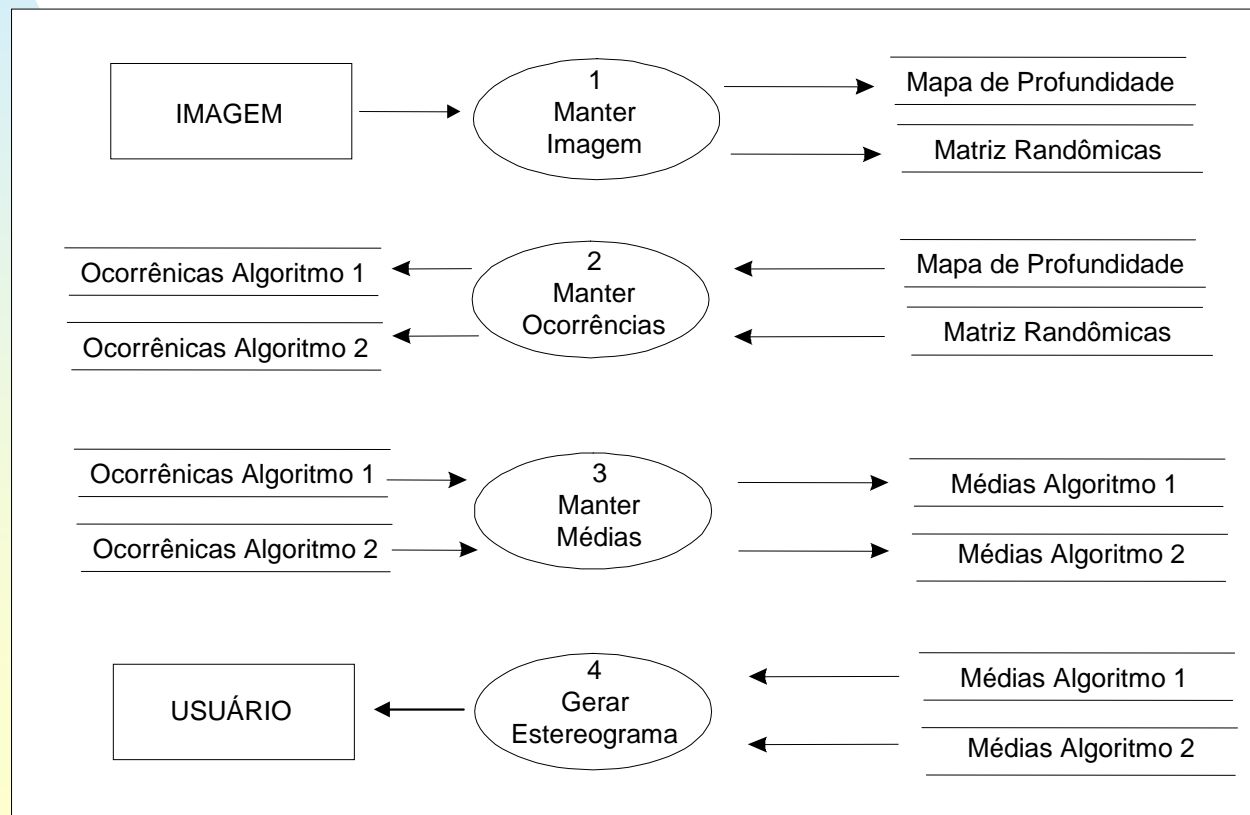 IMAGEM
1
Manter
Imagem
Mapa de Profundidade
Matriz Randômicas
Ocorrênicas Algoritmo 1
Ocorrênicas Algoritmo 2
2
Manter
Ocorrências
Mapa de Profundidade
Matriz Randômicas
Ocorrênicas Algoritmo 1
Ocorrênicas Algoritmo 2
3
Manter
Médias
Médias Algoritmo 1
Médias Algoritmo 2
USUÁRIO
4
Gerar
Estereograma
Médias Algoritmo 1
Médias Algoritmo 2